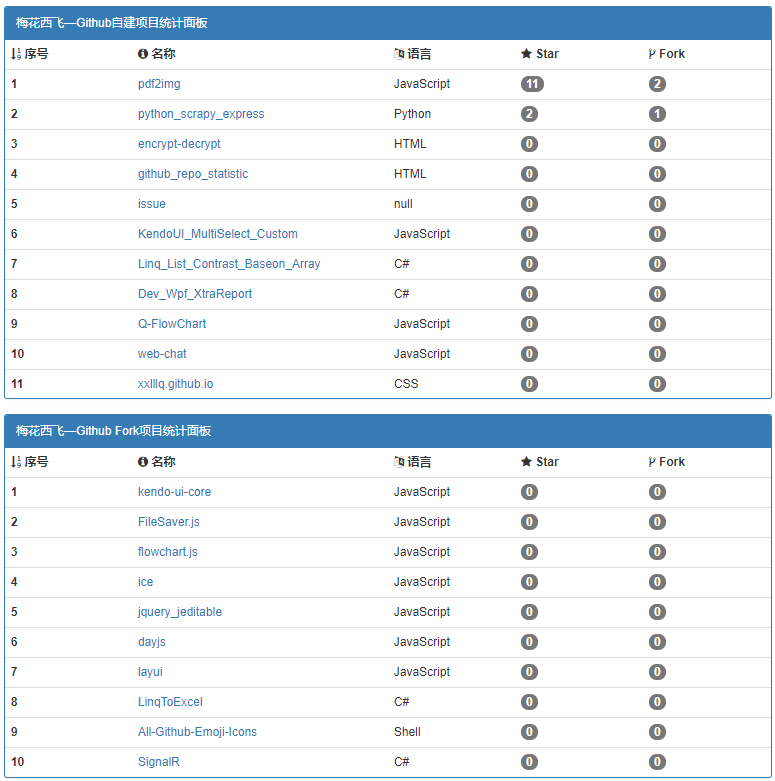 梅花西飞—Github自建项目统计面板
序号 名称 语言 Star Fork
1 pdf2img JavaScript 11 2
2 python_scrapy_express Python 2 1
3 encrypt-decrypt HTML 0 0
4 github_repo_statistic HTML 0 0
5 issue null 0 0
6 KendoUI_MultiSelect_Custom JavaScript 0 0
7 Linq_List_Contrast_Baseon_Array C# 0 0
8 Dev_Wpf_XtraReport C# 0 0
9 Q-FlowChart JavaScript 0 0
10 web-chat JavaScript 0 0
11 xxlllq.github.io CSS 0 0
梅花西飞—Github Fork项目统计面板
序号 名称 语言 Star Fork
1 kendo-ui-core JavaScript 0 0
2 FileSaver.js JavaScript 0 0
3 flowchart.js JavaScript 0 0
4 ice JavaScript 0 0
5 jquery_jeditable JavaScript 0 0
6 dayjs JavaScript 0 0
7 layui JavaScript 0 0
8 LinqToExcel C# 0 0
9 All-Github-Emoji-Icons Shell 0 0
10 SignalR C# 0 0